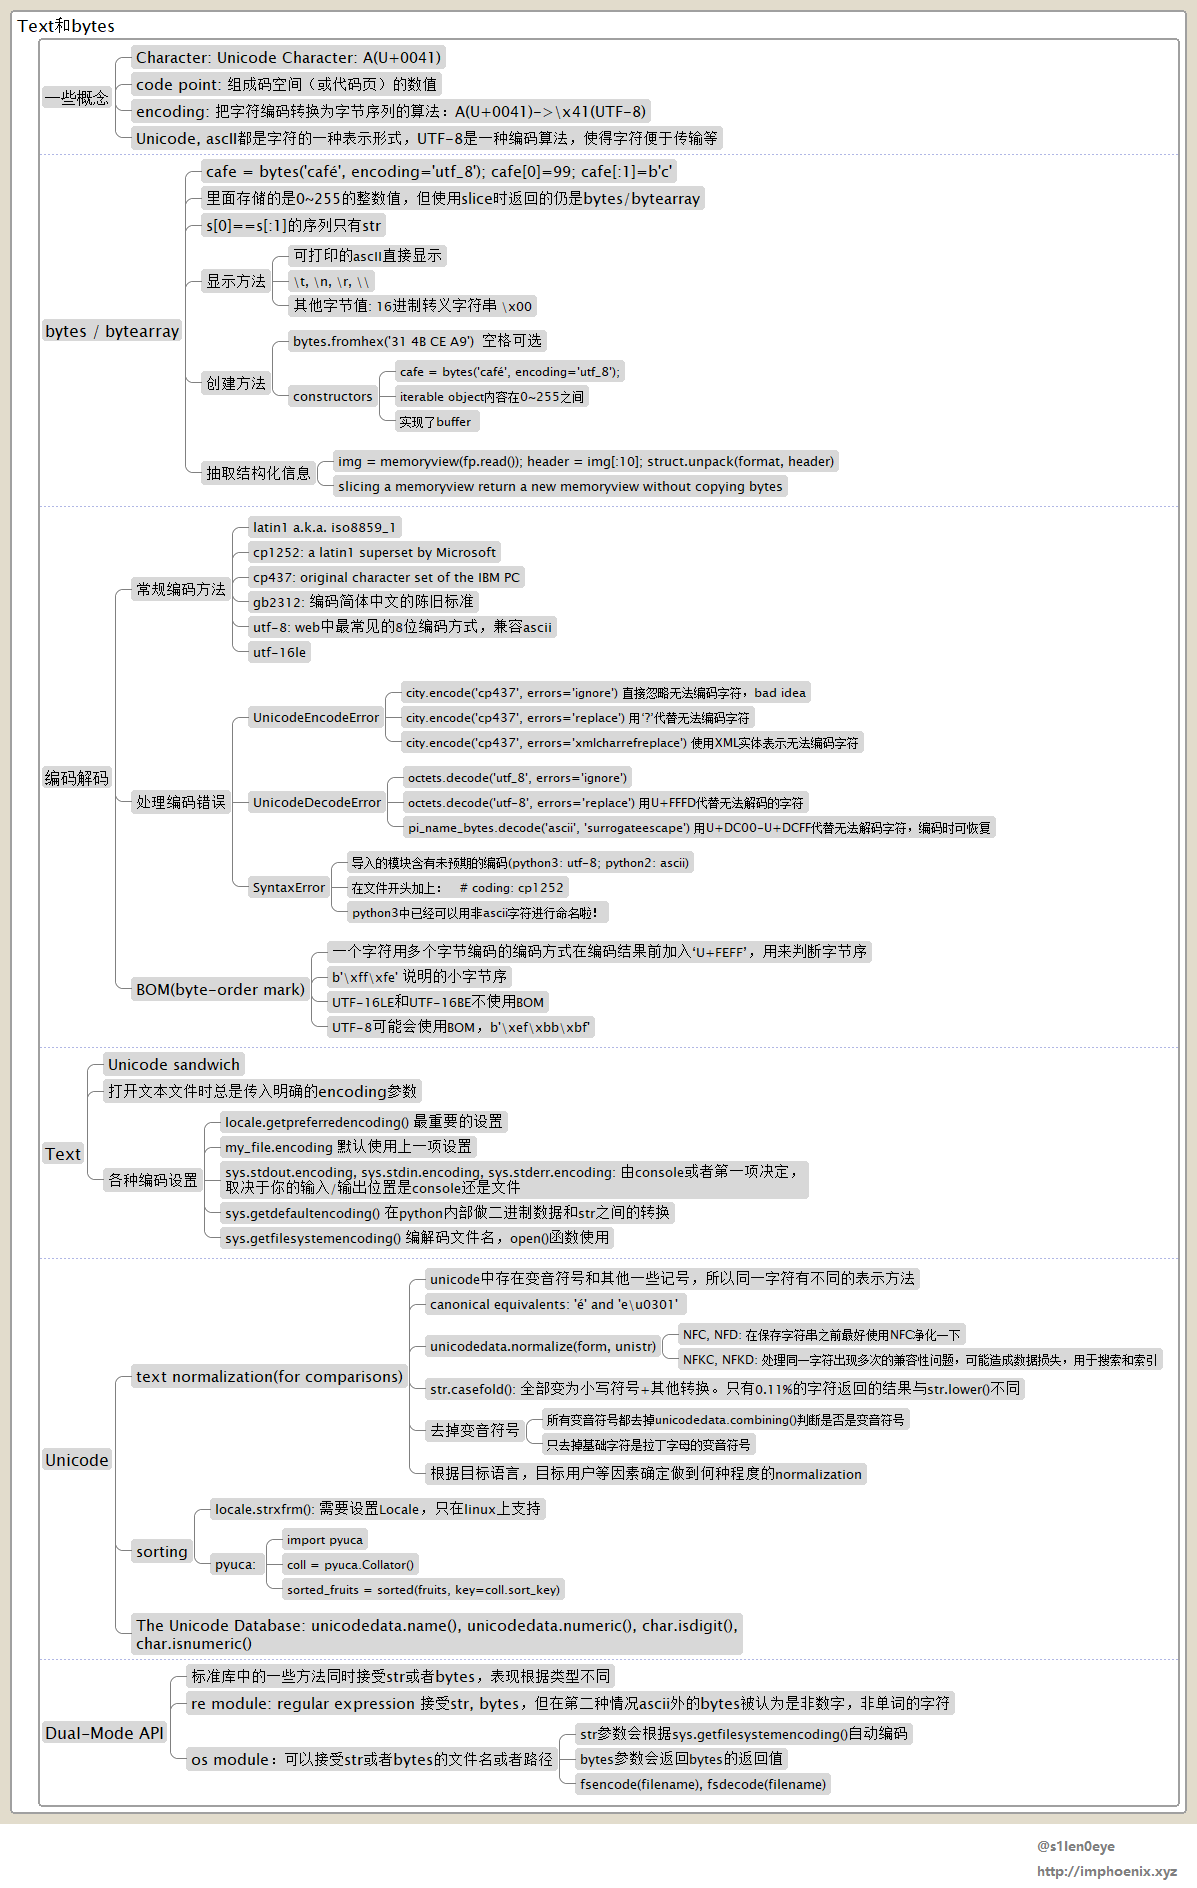 Text和bytes
一些概念
Character: Unicode Character: A(U+0041)
code point: 组成码空间（或代码页）的数值
encoding: 把字符编码转换为字节序列的算法：A(U+0041)->\x41(UTF-8)
Unicode, ascII都是字符的一种表示形式，UTF-8是一种编码算法，使得字符便于传输等
bytes / bytearray
cafe = bytes('café', encoding='utf_8'); cafe[0]=99; cafe[:1]=b'c'
里面存储的是0~255的整数值，但使用slice时返回的仍是bytes/bytearray
s[0]==s[:1]的序列只有str
显示方法
可打印的ascII直接显示
\t, \n, \r, \\
其他字节值: 16进制转义字符串 \x00
创建方法
bytes.fromhex('31 4B CE A9') 空格可选
constructors
cafe = bytes('café', encoding='utf_8');
iterable object内容在0~255之间
实现了buffer
抽取结构化信息
img = memoryview(fp.read()); header = img[:10]; struct.unpack(format, header)
slicing a memoryview return a new memoryview without copying bytes
编码解码
常规编码方法
latin1 a.k.a. iso8859_1
cp1252: a latin1 superset by Microsoft
cp437: original character set of the IBM PC
gb2312: 编码简体中文的陈旧标准
utf-8: web中最常见的8位编码方式，兼容ascii
utf-16le
处理编码错误
UnicodeEncodeError
city.encode('cp437', errors='ignore') 直接忽略无法编码字符，bad idea
city.encode('cp437', errors='replace') 用'?'代替无法编码字符
city.encode('cp437', errors='xmlcharrefreplace') 使用XML实体表示无法编码字符
UnicodeDecodeError
octets.decode('utf_8', errors='ignore')
octets.decode('utf-8', errors='replace') 用U+FFFD代替无法解码的字符
pi_name_bytes.decode('ascii', 'surrogateescape') 用U+DC00-U+DCFF代替无法解码字符，编码时可恢复
SyntaxError
导入的模块含有未预期的编码(python3: utf-8; python2: ascii)
在文件开头加上： # coding: cp1252
python3中已经可以用非ascii字符进行命名啦！
BOM(byte-order mark)
一个字符用多个字节编码的编码方式在编码结果前加入‘U+FEFF’，用来判断字节序
b'\xff\xfe' 说明的小字节序
UTF-16LE和UTF-16BE不使用BOM
UTF-8可能会使用BOM，b'\xef\xbb\xbf'
Text
Unicode sandwich
打开文本文件时总是传入明确的encoding参数
各种编码设置
locale.getpreferredencoding() 最重要的设置
my_file.encoding 默认使用上一项设置
sys.stdout.encoding, sys.stdin.encoding, sys.stderr.encoding: 由console或者第一项决定，
取决于你的输入/输出位置是console还是文件
sys.getdefaultencoding() 在python内部做二进制数据和str之间的转换
sys.getfilesystemencoding() 编解码文件名，open()函数使用
Unicode
text normalization(for comparisons)
unicode中存在变音符号和其他一些记号，所以同一字符有不同的表示方法
canonical equivalents: 'é' and 'e\u0301'
unicodedata.normalize(form, unistr)
NFC, NFD: 在保存字符串之前最好使用NFC净化一下
NFKC, NFKD: 处理同一字符出现多次的兼容性问题，可能造成数据损失，用于搜索和索引
str.casefold(): 全部变为小写符号+其他转换。只有0.11%的字符返回的结果与str.lower()不同
去掉变音符号
所有变音符号都去掉unicodedata.combining()判断是否是变音符号
只去掉基础字符是拉丁字母的变音符号
根据目标语言，目标用户等因素确定做到何种程度的normalization
sorting
locale.strxfrm(): 需要设置Locale，只在linux上支持
pyuca:
import pyuca
coll = pyuca.Collator()
sorted_fruits = sorted(fruits, key=coll.sort_key)
The Unicode Database: unicodedata.name(), unicodedata.numeric(), char.isdigit(),
char.isnumeric()
Dual-Mode API
标准库中的一些方法同时接受str或者bytes，表现根据类型不同
re module: regular expression 接受str, bytes，但在第二种情况ascii外的bytes被认为是非数字，非单词的字符
os module：可以接受str或者bytes的文件名或者路径
str参数会根据sys.getfilesystemencoding()自动编码
bytes参数会返回bytes的返回值
fsencode(filename), fsdecode(filename)
@s1len0eye
http://imphoenix.xyz